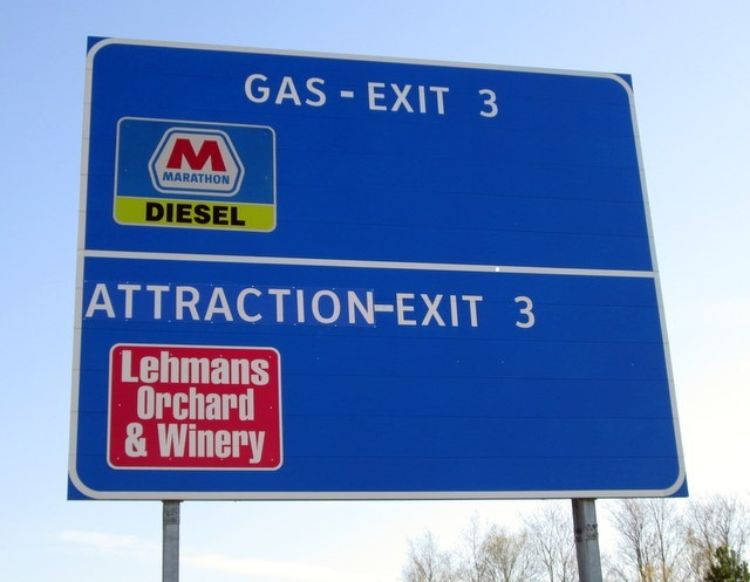 GAS - EXIT 3
M
MARATHON
DIESEL
ATTRACTION-EXIT 3
Lehmans
Orchard
& Winery